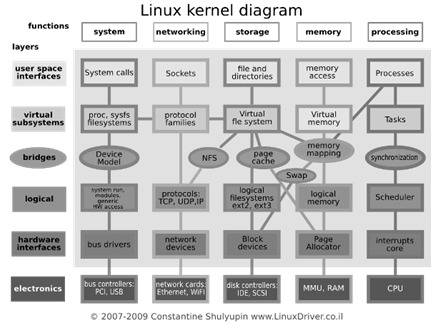 Linux kernel diagram
functions
system networking storage memory processing
layers
user space
interfaces
System calls
Sockets
file and
directories
memory
access
Processes
virtual
subsystems
proc, sysfs
filesystems
protocol
families
Virtual
file system
Virtual
memory
Tasks
bridges
Device
Model
NFS
page
cache
memory
mapping
synchronization
Swap
logical
system run,
modules,
generic
HW access
protocols:
TCP, UDP,IP
logical
filesystems
ext2, ext3
logical
memory
Scheduler
hardware
interfaces
bus drivers
network
devices
Block
devices
Page
Allocator
interrupts
core
electronics
bus controllers:
PCI, USB
network cards:
Ethernet, WiFi
disk controllers:
IDE, SCSI
MMU, RAM
CPU
© 2007-2009 Constantine Shulyupin www.LinuxDriver.co.il